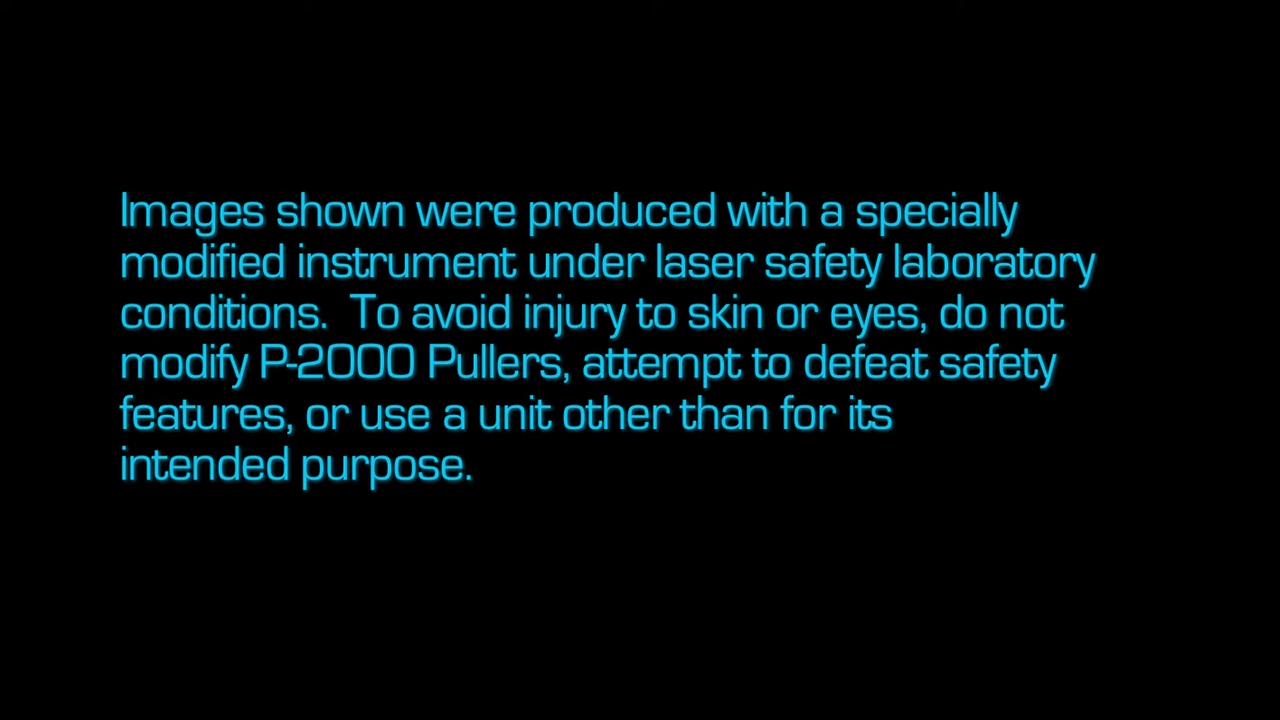 Images shown were produced with a specially
modified instrument under laser safety laboratory
conditions.  To avoid injury to skin or eyes, do not
modify P-2000 Pullers, attempt to defeat safety
features, or use a unit other than for its
intended purpose.